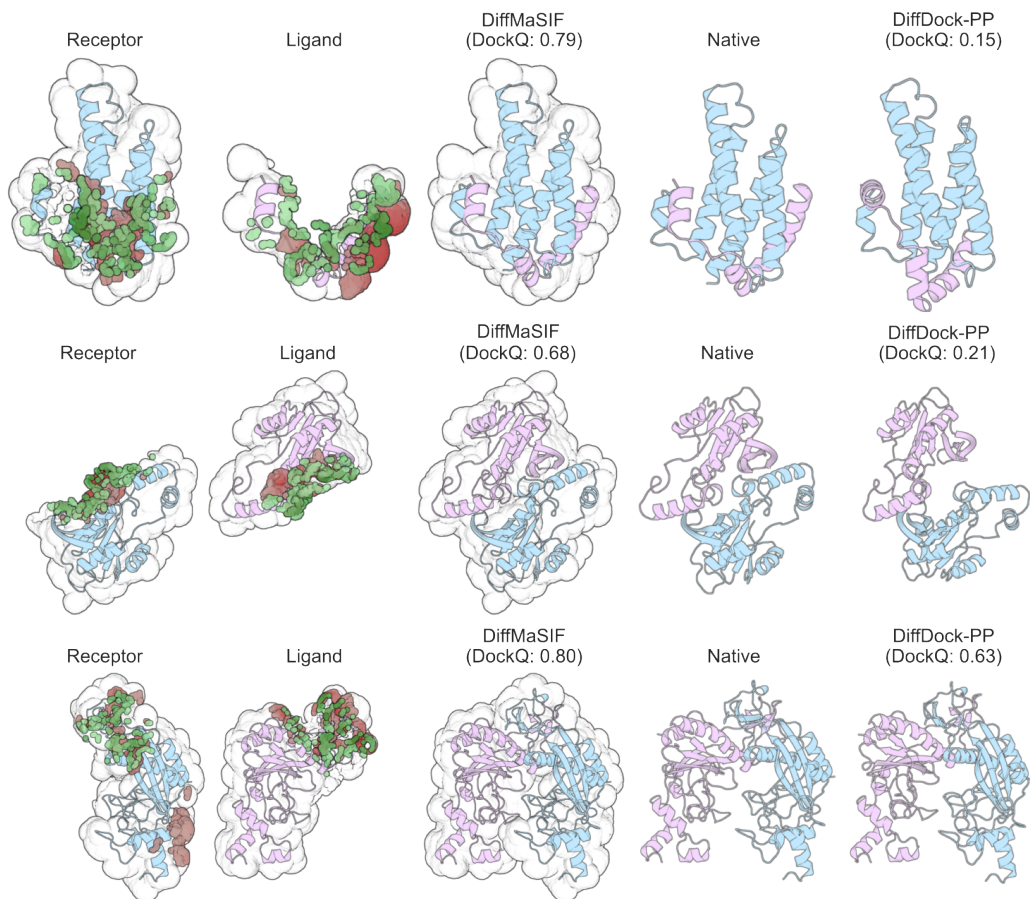 Receptor
Ligand
DiffMaSIF
(DockQ: 0.79)
Native
DiffDock-PP
(DockQ: 0.15)
Receptor
Ligand
DiffMaSIF
(DockQ: 0.68)
Native
DiffDock-PP
(DockQ: 0.21)
Receptor
Ligand
DiffMaSIF
(DockQ: 0.80)
Native
DiffDock-PP
(DockQ: 0.63)